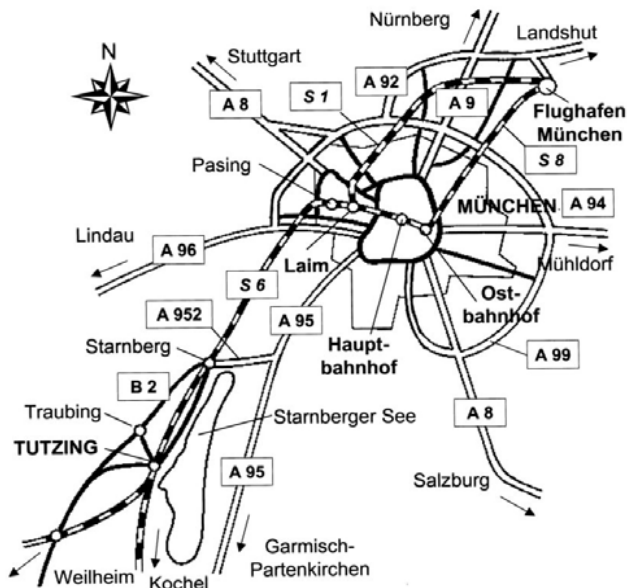 Nürnberg
Landshut
N
Stuttgart
A 92
S 1
A 9
A 8
Flughafen
München
Pasing
S 8
MÜNCHEN
A 94
Lindau
A 96
Laim
Mühldorf
S 6
Ost-
bahnhof
A 952
A 95
Haupt-
bahnhof
Starnberg
A 99
B 2
Starnberger See
A 8
Traubing
TUTZING
A 95
Salzburg
Garmisch-
Partenkirchen
Weilheim
Kochel